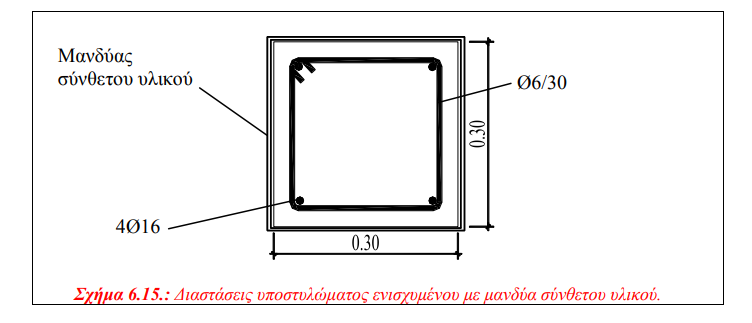 Μανδύας
σύνθετου υλικού
Ø6/30
0.30
4Ø16
0.30
Σχήμα 6.15.: Διαστάσεις υποστυλώματος ενισχυμένου με μανδύα σύνθετου υλικού.